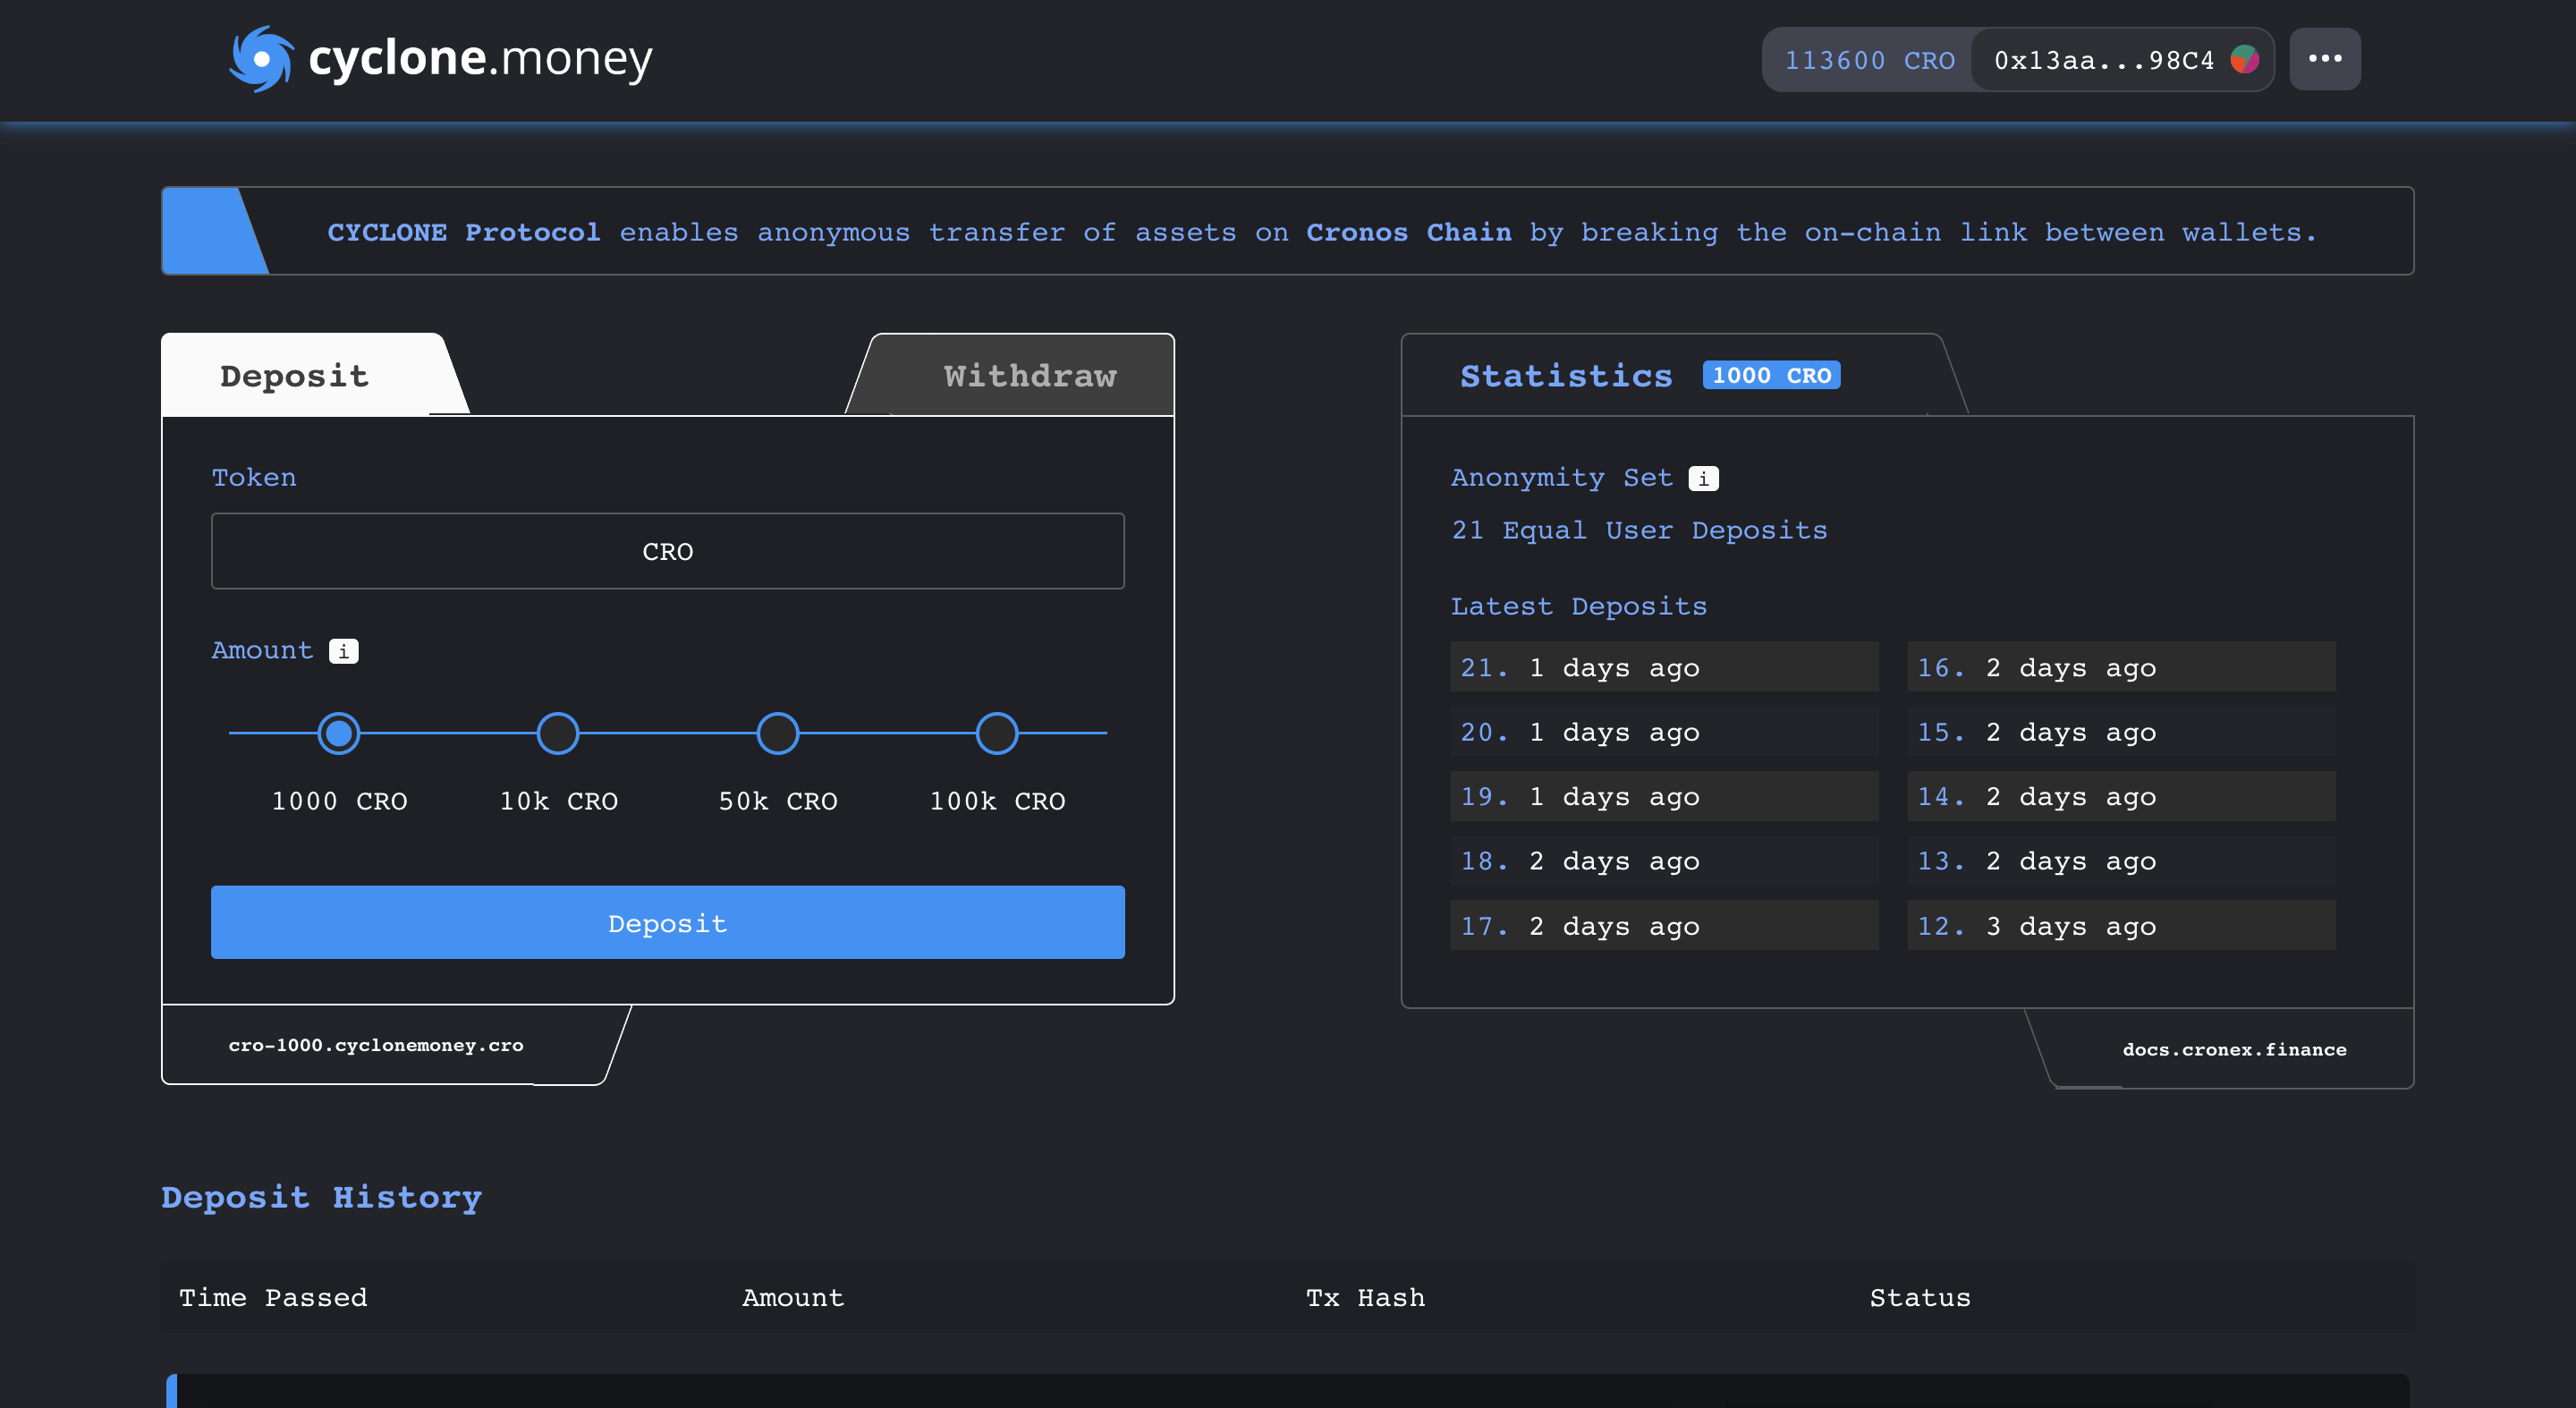 cyclone.money
113600 CRO
0x13aa...98C4
CYCLONE Protocol enables anonymous transfer of assets on Cronos Chain by breaking the on-chain link between wallets.
Deposit
Withdraw
Token
CRO
Amount i
1000 CRO
10k CRO
50k CRO
100k CRO
Deposit
cro-1000.cyclonemoney.cro
Statistics 1000 CRO
Anonymity Set i
21 Equal User Deposits
Latest Deposits
21. 1 days ago
20. 1 days ago
19. 1 days ago
18. 2 days ago
17. 2 days ago
16. 2 days ago
15. 2 days ago
14. 2 days ago
13. 2 days ago
12. 3 days ago
docs.cronex.finance
Deposit History
Time Passed
Amount
Tx Hash
Status